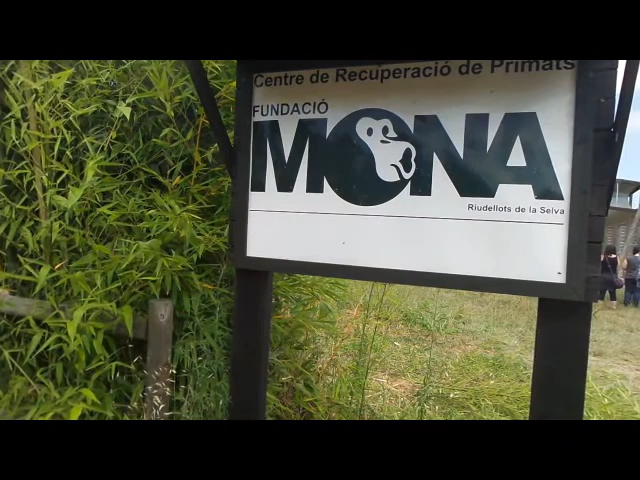 Centre de Recuperació de Primats
FUNDACIÓ
MONA
Riudellots de la Selva